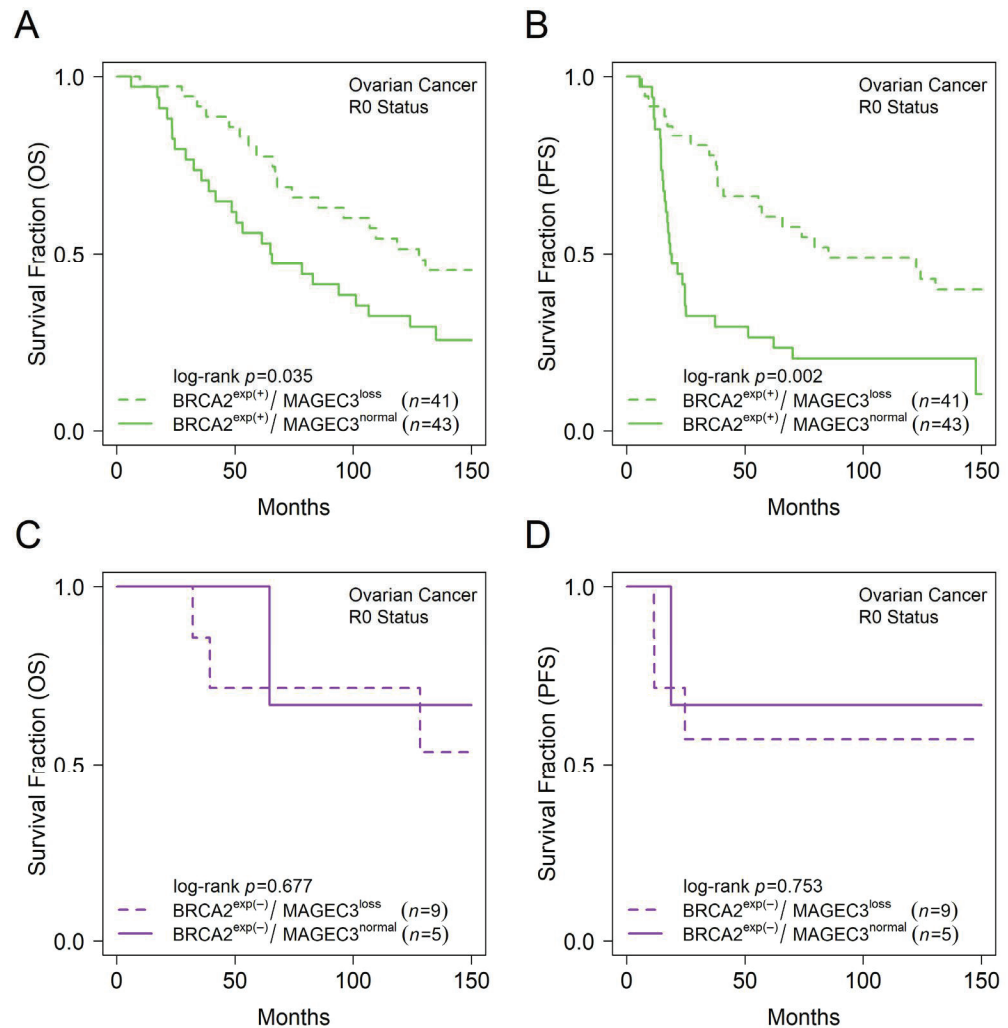 A
Survival Fraction (OS)
1.0
0.5
0.0
Ovarian Cancer
R0 Status
log-rank p=0.035
BRCA2exp(+)/ MAGEC3loss (n=41)
BRCA2exp(+)/ MAGEC3normal (n=43)
0 50 100 150
Months
B
Survival Fraction (PFS)
1.0
0.5
0.0
Ovarian Cancer
R0 Status
log-rank p=0.002
BRCA2exp(+)/ MAGEC3loss (n=41)
BRCA2exp(+)/ MAGEC3normal (n=43)
0 50 100 150
Months
C
Survival Fraction (OS)
1.0
0.5
0.0
Ovarian Cancer
R0 Status
log-rank p=0.677
BRCA2exp(–)/ MAGEC3loss (n=9)
BRCA2exp(–)/ MAGEC3normal (n=5)
0 50 100 150
Months
D
Survival Fraction (PFS)
1.0
0.5
0.0
Ovarian Cancer
R0 Status
log-rank p=0.753
BRCA2exp(–)/ MAGEC3loss (n=9)
BRCA2exp(–)/ MAGEC3normal (n=5)
0 50 100 150
Months